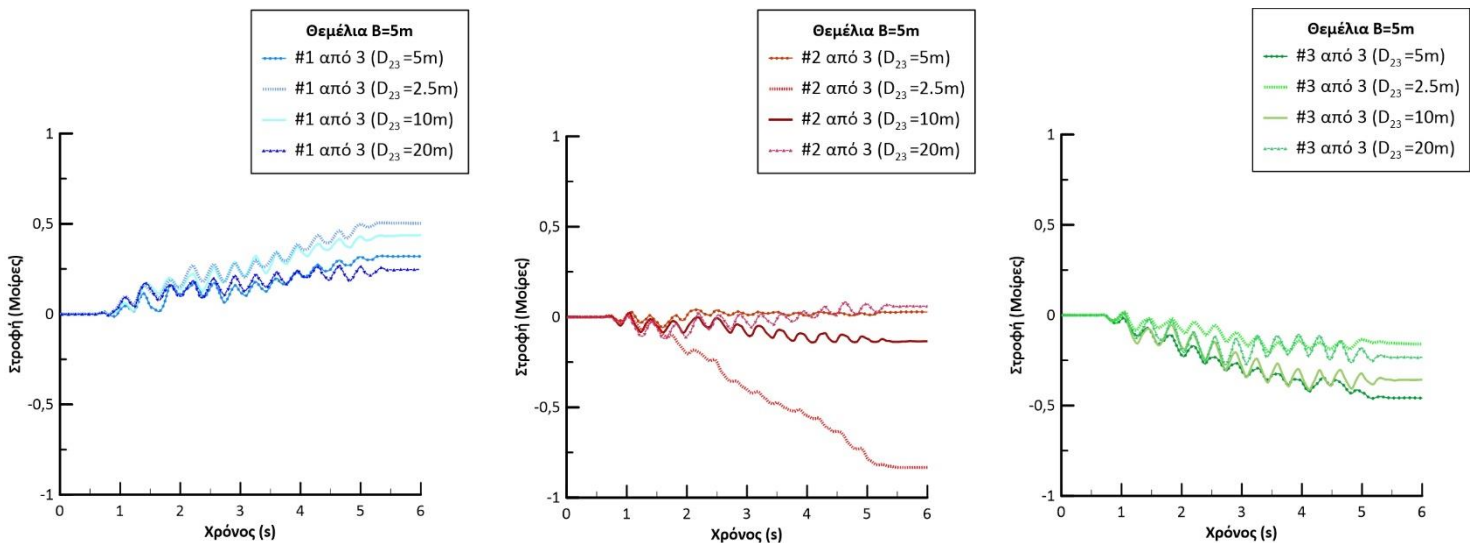 Θεμέλια B=5m
#1 από 3 (D₂₃=5m)
#1 από 3 (D₂₃=2.5m)
#1 από 3 (D₂₃=10m)
#1 από 3 (D₂₃=20m)
1
0,5
0
-0,5
-1
Στροφή (Μοίρες)
0 1 2 3 4 5 6
Χρόνος (s)
Θεμέλια B=5m
#2 από 3 (D₂₃=5m)
#2 από 3 (D₂₃=2.5m)
#2 από 3 (D₂₃=10m)
#2 από 3 (D₂₃=20m)
1
0,5
0
-0,5
-1
Στροφή (Μοίρες)
0 1 2 3 4 5 6
Χρόνος (s)
Θεμέλια B=5m
#3 από 3 (D₂₃=5m)
#3 από 3 (D₂₃=2.5m)
#3 από 3 (D₂₃=10m)
#3 από 3 (D₂₃=20m)
1
0,5
0
-0,5
-1
Στροφή (Μοίρες)
0 1 2 3 4 5 6
Χρόνος (s)